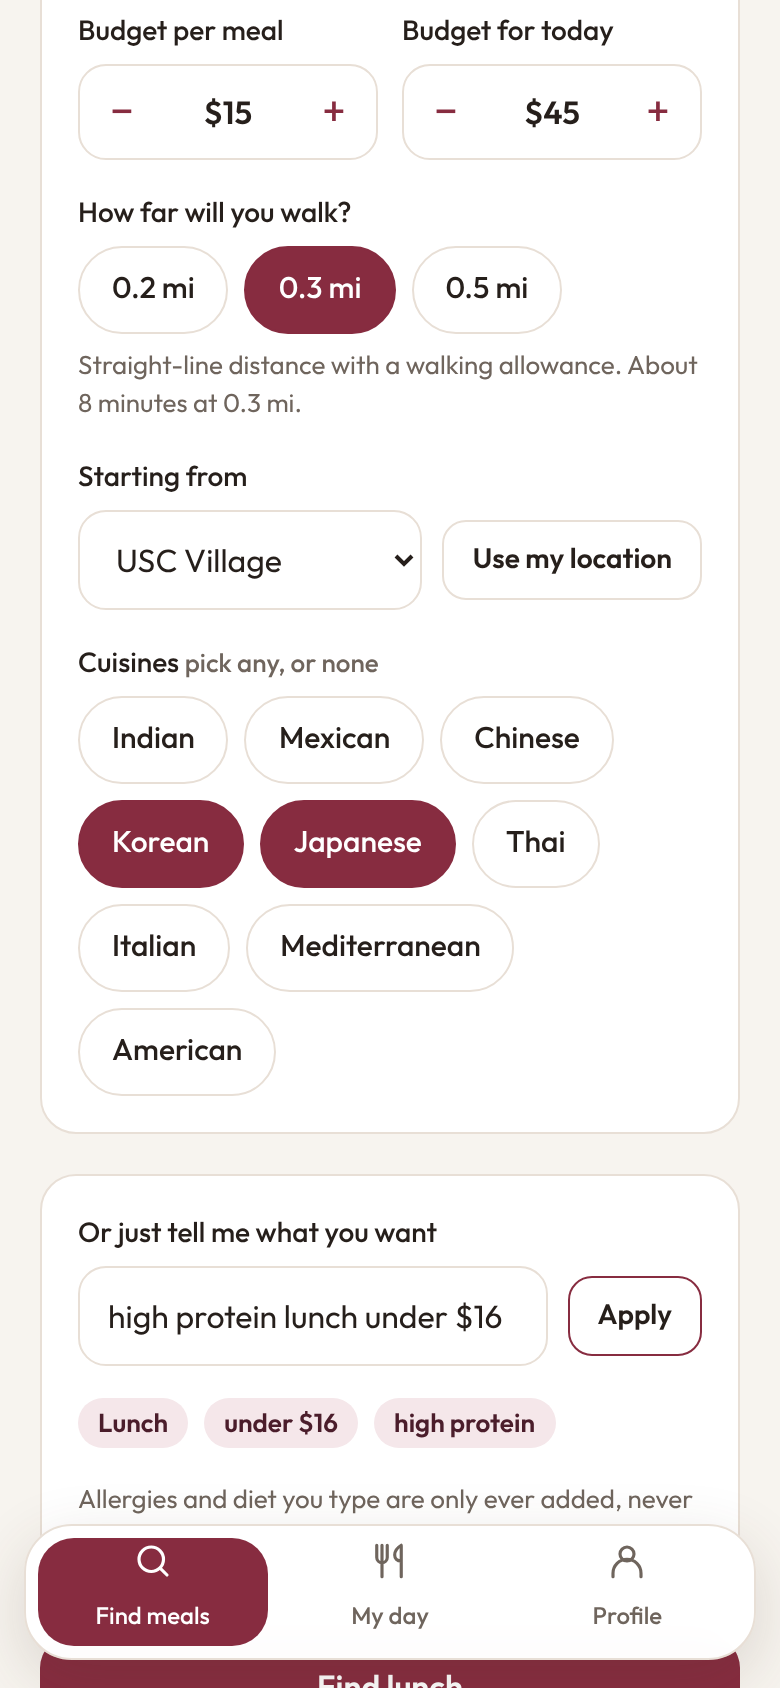 Budget per meal
Budget for today
− $15 +
− $45 +
How far will you walk?
0.2 mi
0.3 mi
0.5 mi
Straight-line distance with a walking allowance. About
8 minutes at 0.3 mi.
Starting from
USC Village
Use my location
Cuisines pick any, or none
Indian
Mexican
Chinese
Korean
Japanese
Thai
Italian
Mediterranean
American
Or just tell me what you want
high protein lunch under $16
Apply
Lunch
under $16
high protein
Allergies and diet you type are only ever added, never
Find meals
My day
Profile
Find lunch